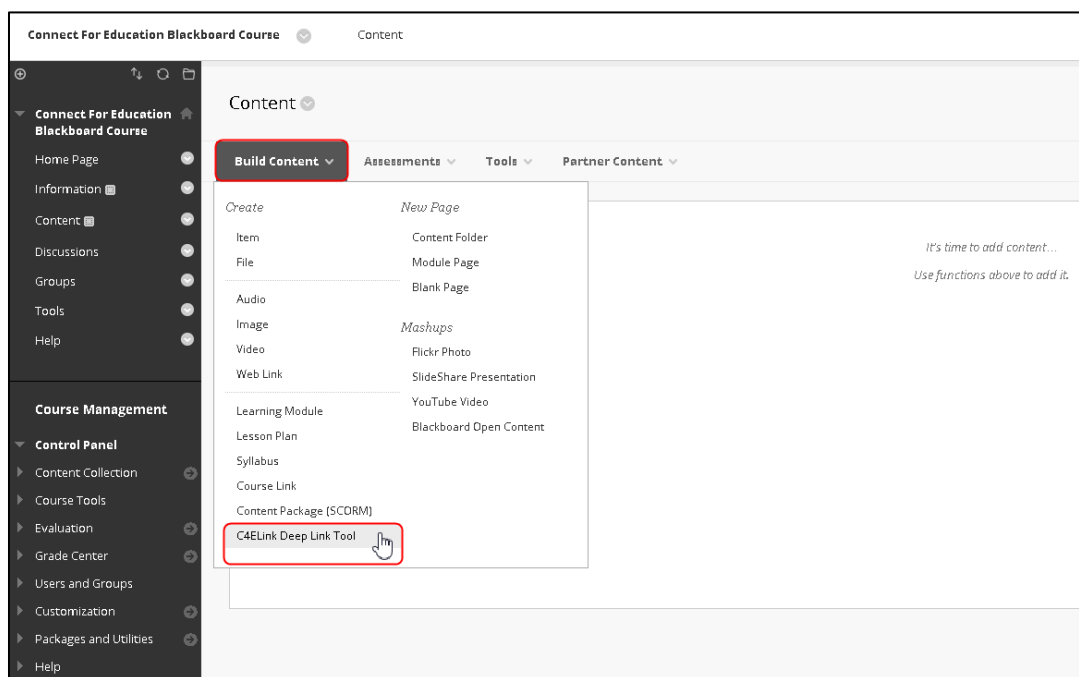 Connect For Education Blackboard Course
Content
Connect For Education
Blackboard Course
Home Page
Information
Content
Discussions
Groups
Tools
Help
Course Management
Control Panel
Content Collection
Course Tools
Evaluation
Grade Center
Users and Groups
Customization
Packages and Utilities
Help
Content
Build Content
Assessments
Tools
Partner Content
Create
Item
File
Audio
Image
Video
Web Link
Learning Module
Lesson Plan
Syllabus
Course Link
Content Package (SCORM)
C4ELink Deep Link Tool
New Page
Content Folder
Module Page
Blank Page
Mashups
Flickr Photo
SlideShare Presentation
YouTube Video
Blackboard Open Content
It's time to add content...
Use functions above to add it.